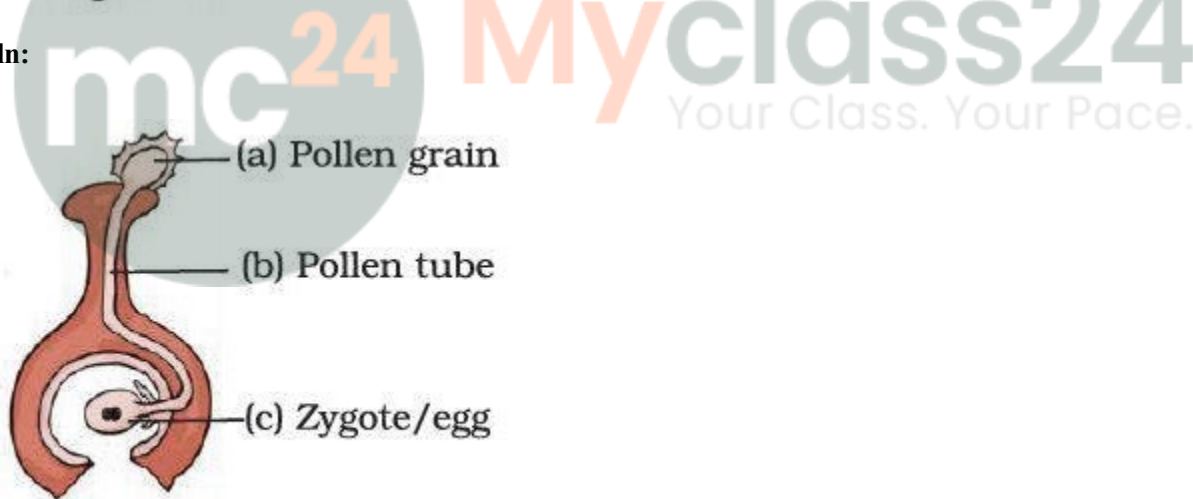 ln:
mc24 Myclass24
Your Class. Your Pace.
(a) Pollen grain
(b) Pollen tube
(c) Zygote/egg